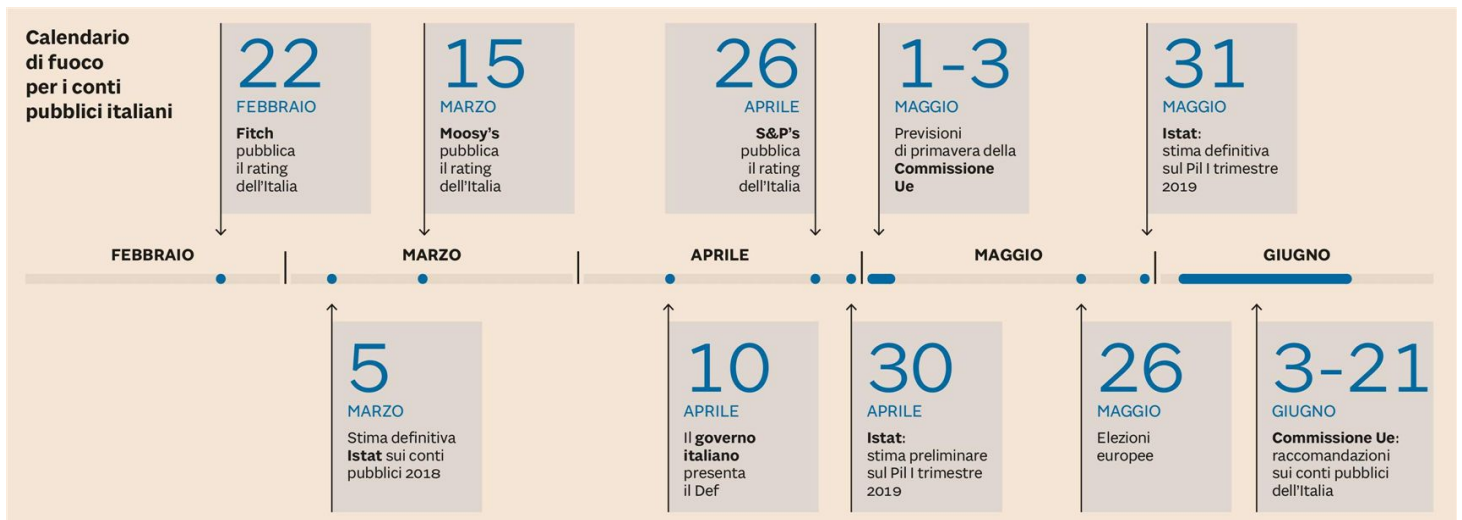 Calendario
di fuoco
per i conti
pubblici italiani
22
FEBBRAIO
Fitch
pubblica
il rating
dell'Italia
15
MARZO
Moosy's
pubblica
il rating
dell'Italia
26
APRILE
S&P's
pubblica
il rating
dell'Italia
1-3
MAGGIO
Previsioni
di primavera della
Commissione
Ue
31
MAGGIO
Istat:
stima definitiva
sul Pil I trimestre
2019
FEBBRAIO
MARZO
APRILE
MAGGIO
GIUGNO
5
MARZO
Stima definitiva
Istat sui conti
pubblici 2018
10
APRILE
Il governo
italiano
presenta
il Def
30
APRILE
Istat:
stima preliminare
sul Pil I trimestre
2019
26
MAGGIO
Elezioni
europee
3-21
GIUGNO
Commissione Ue:
raccomandazioni
sui conti pubblici
dell'Italia